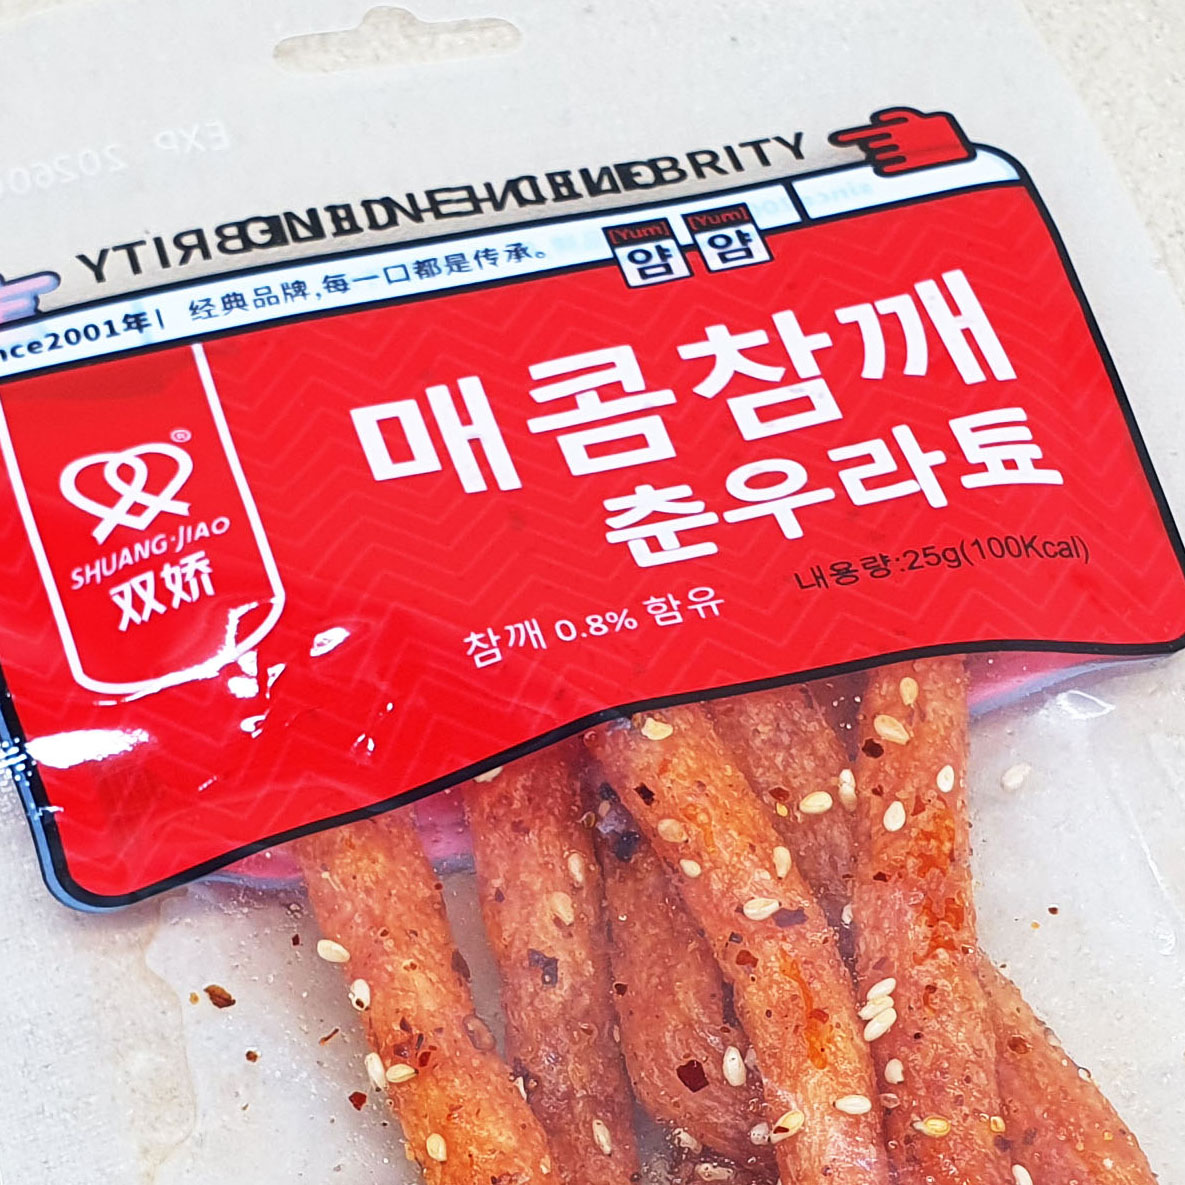 EXP 20260
BRITY
since2001年| 经典品牌,每一口都是传承。
[Yum] [Yum]
얌 얌
매콤참깨
춘우라툐
내용량:25g(100Kcal)
참깨 0.8% 함유
®
SHUANG·JIAO
双娇